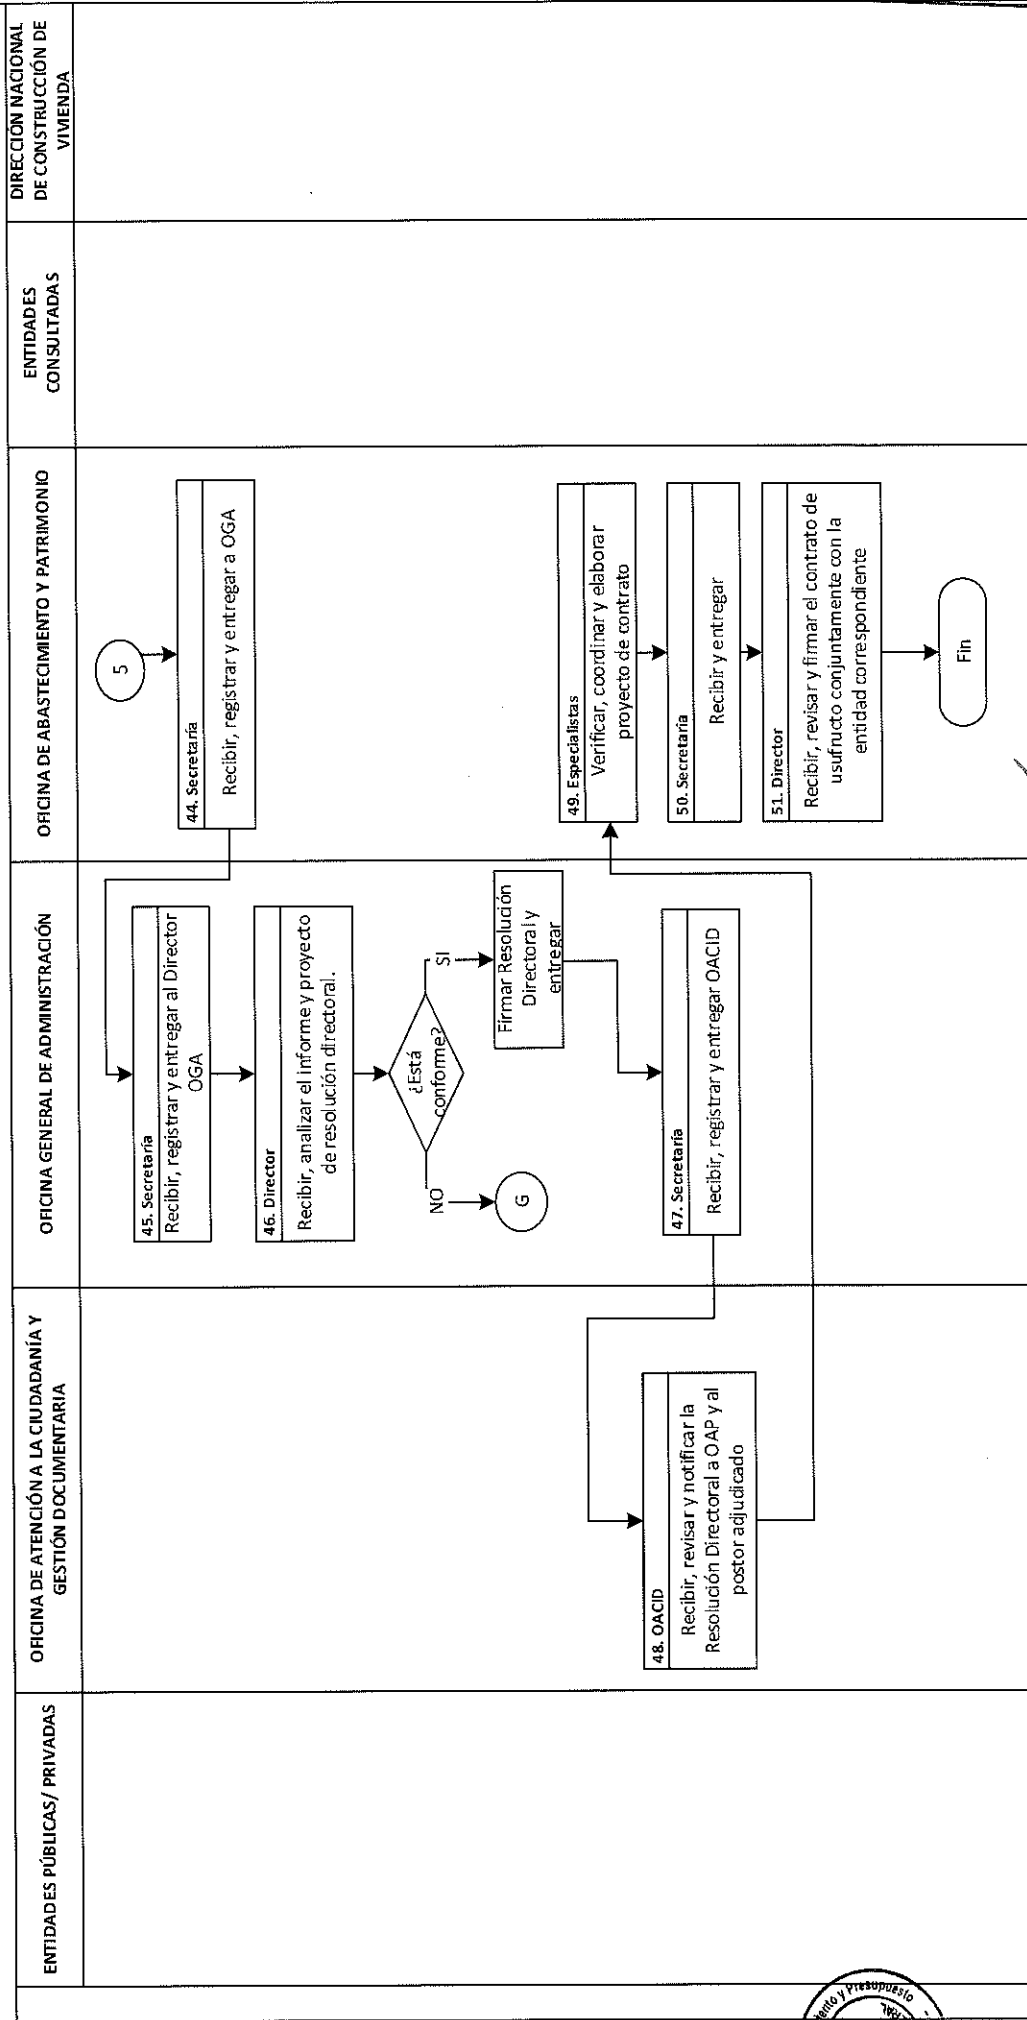 ENTIDADES PÚBLICAS/ PRIVADAS
OFICINA DE ATENCIÓN A LA CIUDADANÍA Y
GESTIÓN DOCUMENTARIA
OFICINA GENERAL DE ADMINISTRACIÓN
OFICINA DE ABASTECIMIENTO Y PATRIMONIO
ENTIDADES
CONSULTADAS
DIRECCIÓN NACIONAL
DE CONSTRUCCIÓN DE
VIVIENDA
5
44. Secretaría
Recibir, registrar y entregar a OGA
45. Secretaría
Recibir, registrar y entregar al Director
OGA
46. Director
Recibir, analizar el informe y proyecto
de resolución directoral.
¿Está
conforme?
NO
SI
G
Firmar Resolución
Directoral y
entregar
47. Secretaría
Recibir, registrar y entregar OACID
48. OACID
Recibir, revisar y notificar la
Resolución Directoral a OAP y al
postor adjudicado
49. Especialistas
Verificar, coordinar y elaborar
proyecto de contrato
50. Secretaría
Recibir y entregar
51. Director
Recibir, revisar y firmar el contrato de
usufructo conjuntamente con la
entidad correspondiente
Fin
y Presupuesto